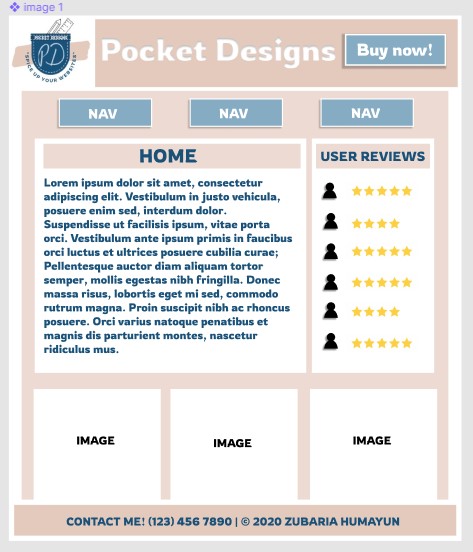 image 1
POCKET DESIGNS
PD
"SPICE UP YOUR WEBSITES"
Pocket Designs
Buy now!
NAV
NAV
NAV
HOME
Lorem ipsum dolor sit amet, consectetur
adipiscing elit. Vestibulum in justo vehicula,
posuere enim sed, interdum dolor.
Suspendisse ut facilisis ipsum, vitae porta
orci. Vestibulum ante ipsum primis in faucibus
orci luctus et ultrices posuere cubilia curae;
Pellentesque auctor diam aliquam tortor
semper, mollis egestas nibh fringilla. Donec
massa risus, lobortis eget mi sed, commodo
rutrum magna. Proin suscipit nibh ac rhoncus
posuere. Orci varius natoque penatibus et
magnis dis parturient montes, nascetur
ridiculus mus.
USER REVIEWS
IMAGE
IMAGE
IMAGE
CONTACT ME! (123) 456 7890 | © 2020 ZUBARIA HUMAYUN